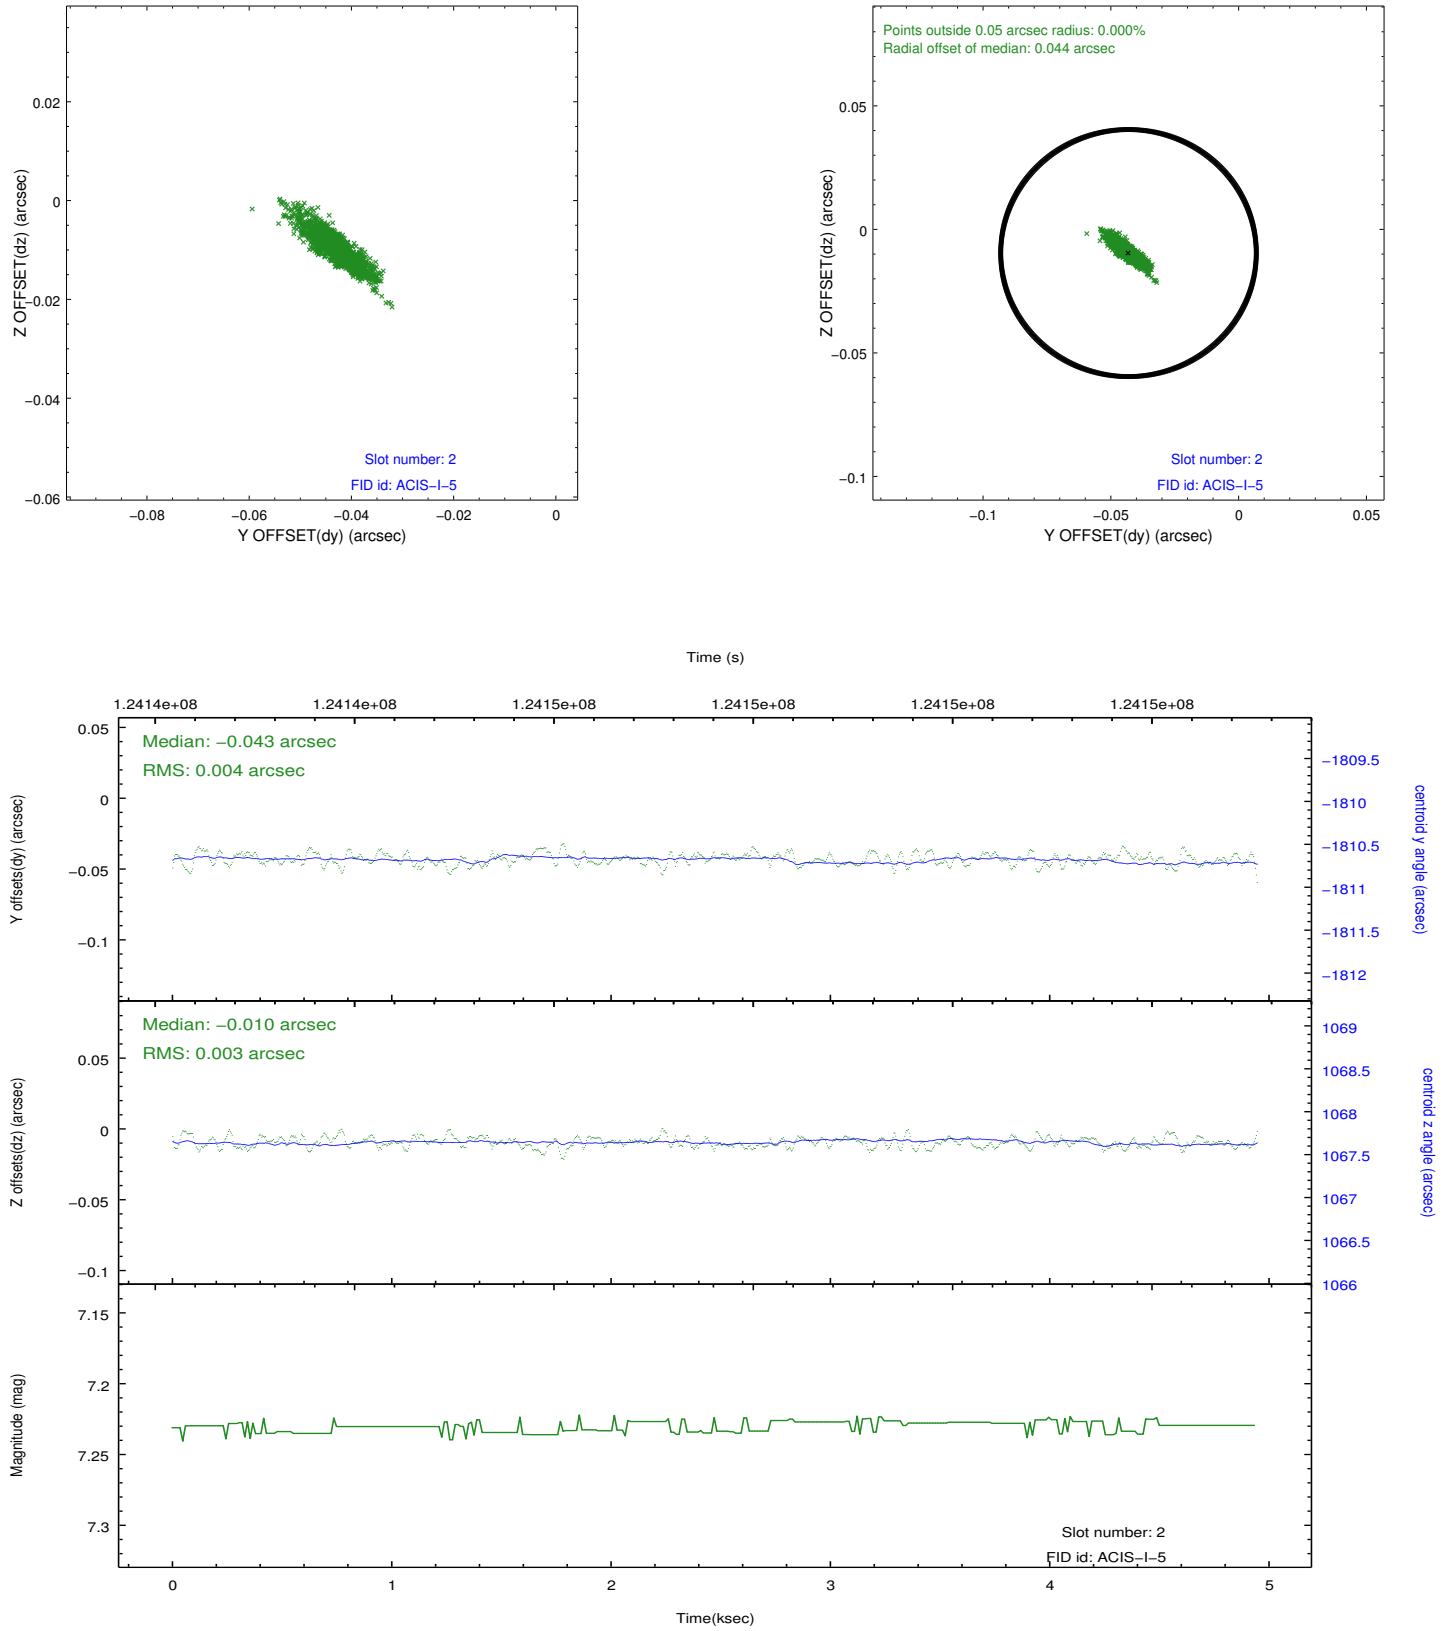 0.02
0
−0.02
−0.04
−0.06
Z OFFSET(dz) (arcsec)
Slot number: 2
FID id: ACIS−I−5
−0.08
−0.06
−0.04
−0.02
0
Y OFFSET(dy) (arcsec)
Points outside 0.05 arcsec radius: 0.000%
Radial offset of median: 0.044 arcsec
0.05
0
−0.05
−0.1
Z OFFSET(dz) (arcsec)
Slot number: 2
FID id: ACIS−I−5
−0.1
−0.05
0
0.05
Y OFFSET(dy) (arcsec)
Time (s)
1.2414e+08
1.2414e+08
1.2415e+08
1.2415e+08
1.2415e+08
1.2415e+08
Median: −0.043 arcsec
RMS: 0.004 arcsec
0.05
0
−0.05
−0.1
Y offsets(dy) (arcsec)
−1809.5
−1810
−1810.5
−1811
−1811.5
−1812
centroid y angle (arcsec)
Median: −0.010 arcsec
RMS: 0.003 arcsec
0.05
0
−0.05
−0.1
Z offsets(dz) (arcsec)
1069
1068.5
1068
1067.5
1067
1066.5
1066
centroid z angle (arcsec)
7.15
7.2
7.25
7.3
Magnitude (mag)
Slot number: 2
FID id: ACIS−I−5
0
1
2
3
4
5
Time(ksec)